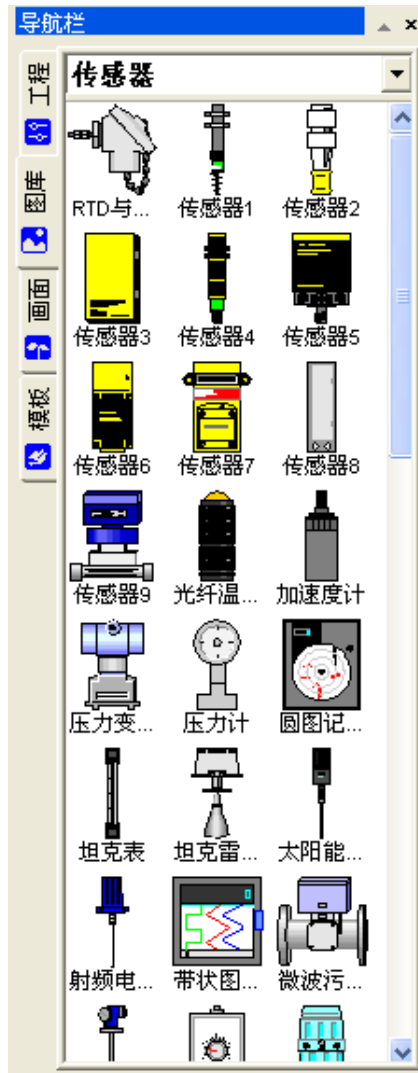 导航栏
工程
图库
画面
模板
传感器
RTD与...
传感器1
传感器2
传感器3
传感器4
传感器5
传感器6
传感器7
传感器8
传感器9
光纤温...
加速度计
压力变...
压力计
圆图记...
坦克表
坦克雷...
太阳能...
射频电...
带状图...
微波污...